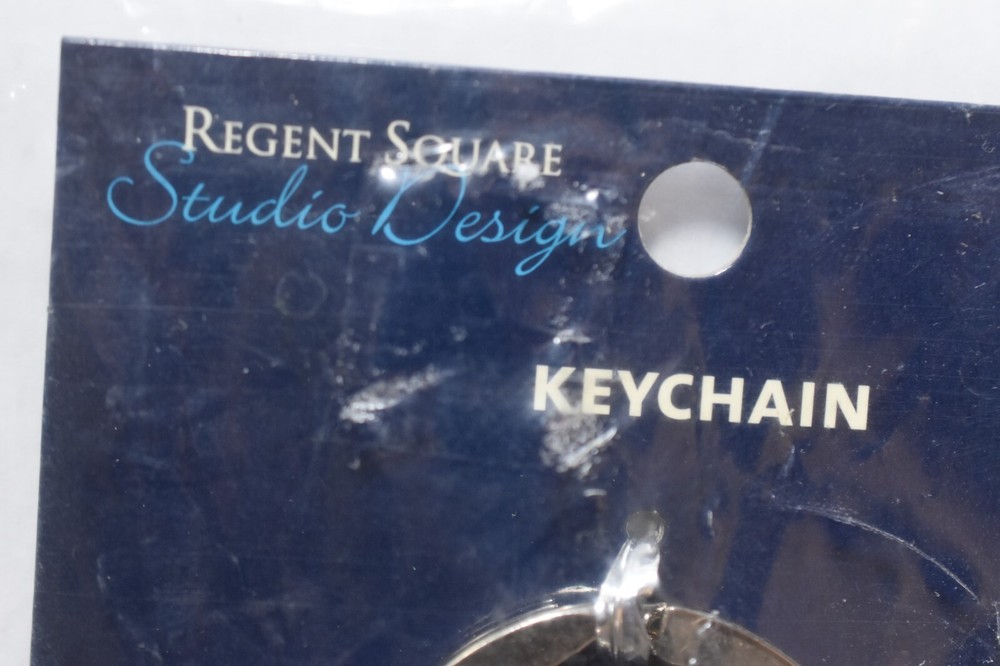 REGENT SQUARE
Studio Design
KEYCHAIN